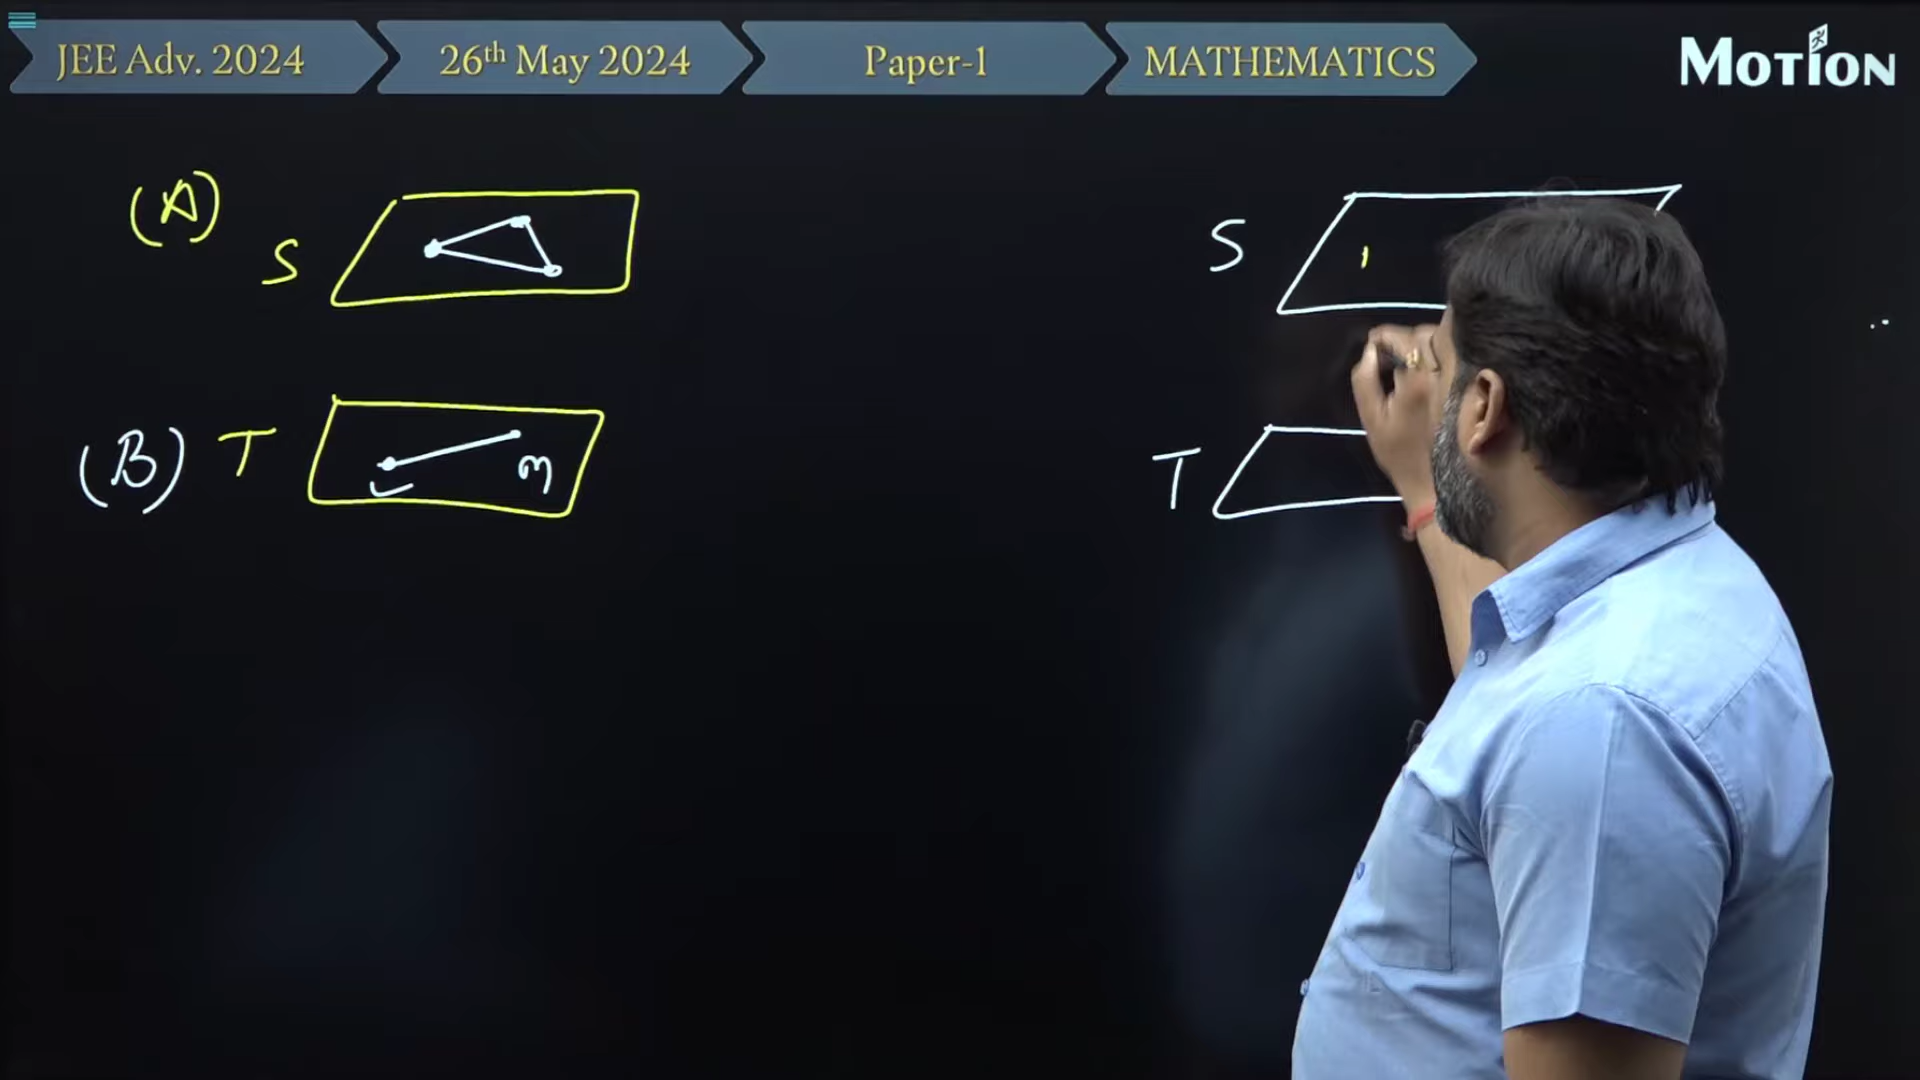 JEE Adv. 2024 26th May 2024 Paper-1 MATHEMATICS MOTION
(A) S
(B) T m
S
T